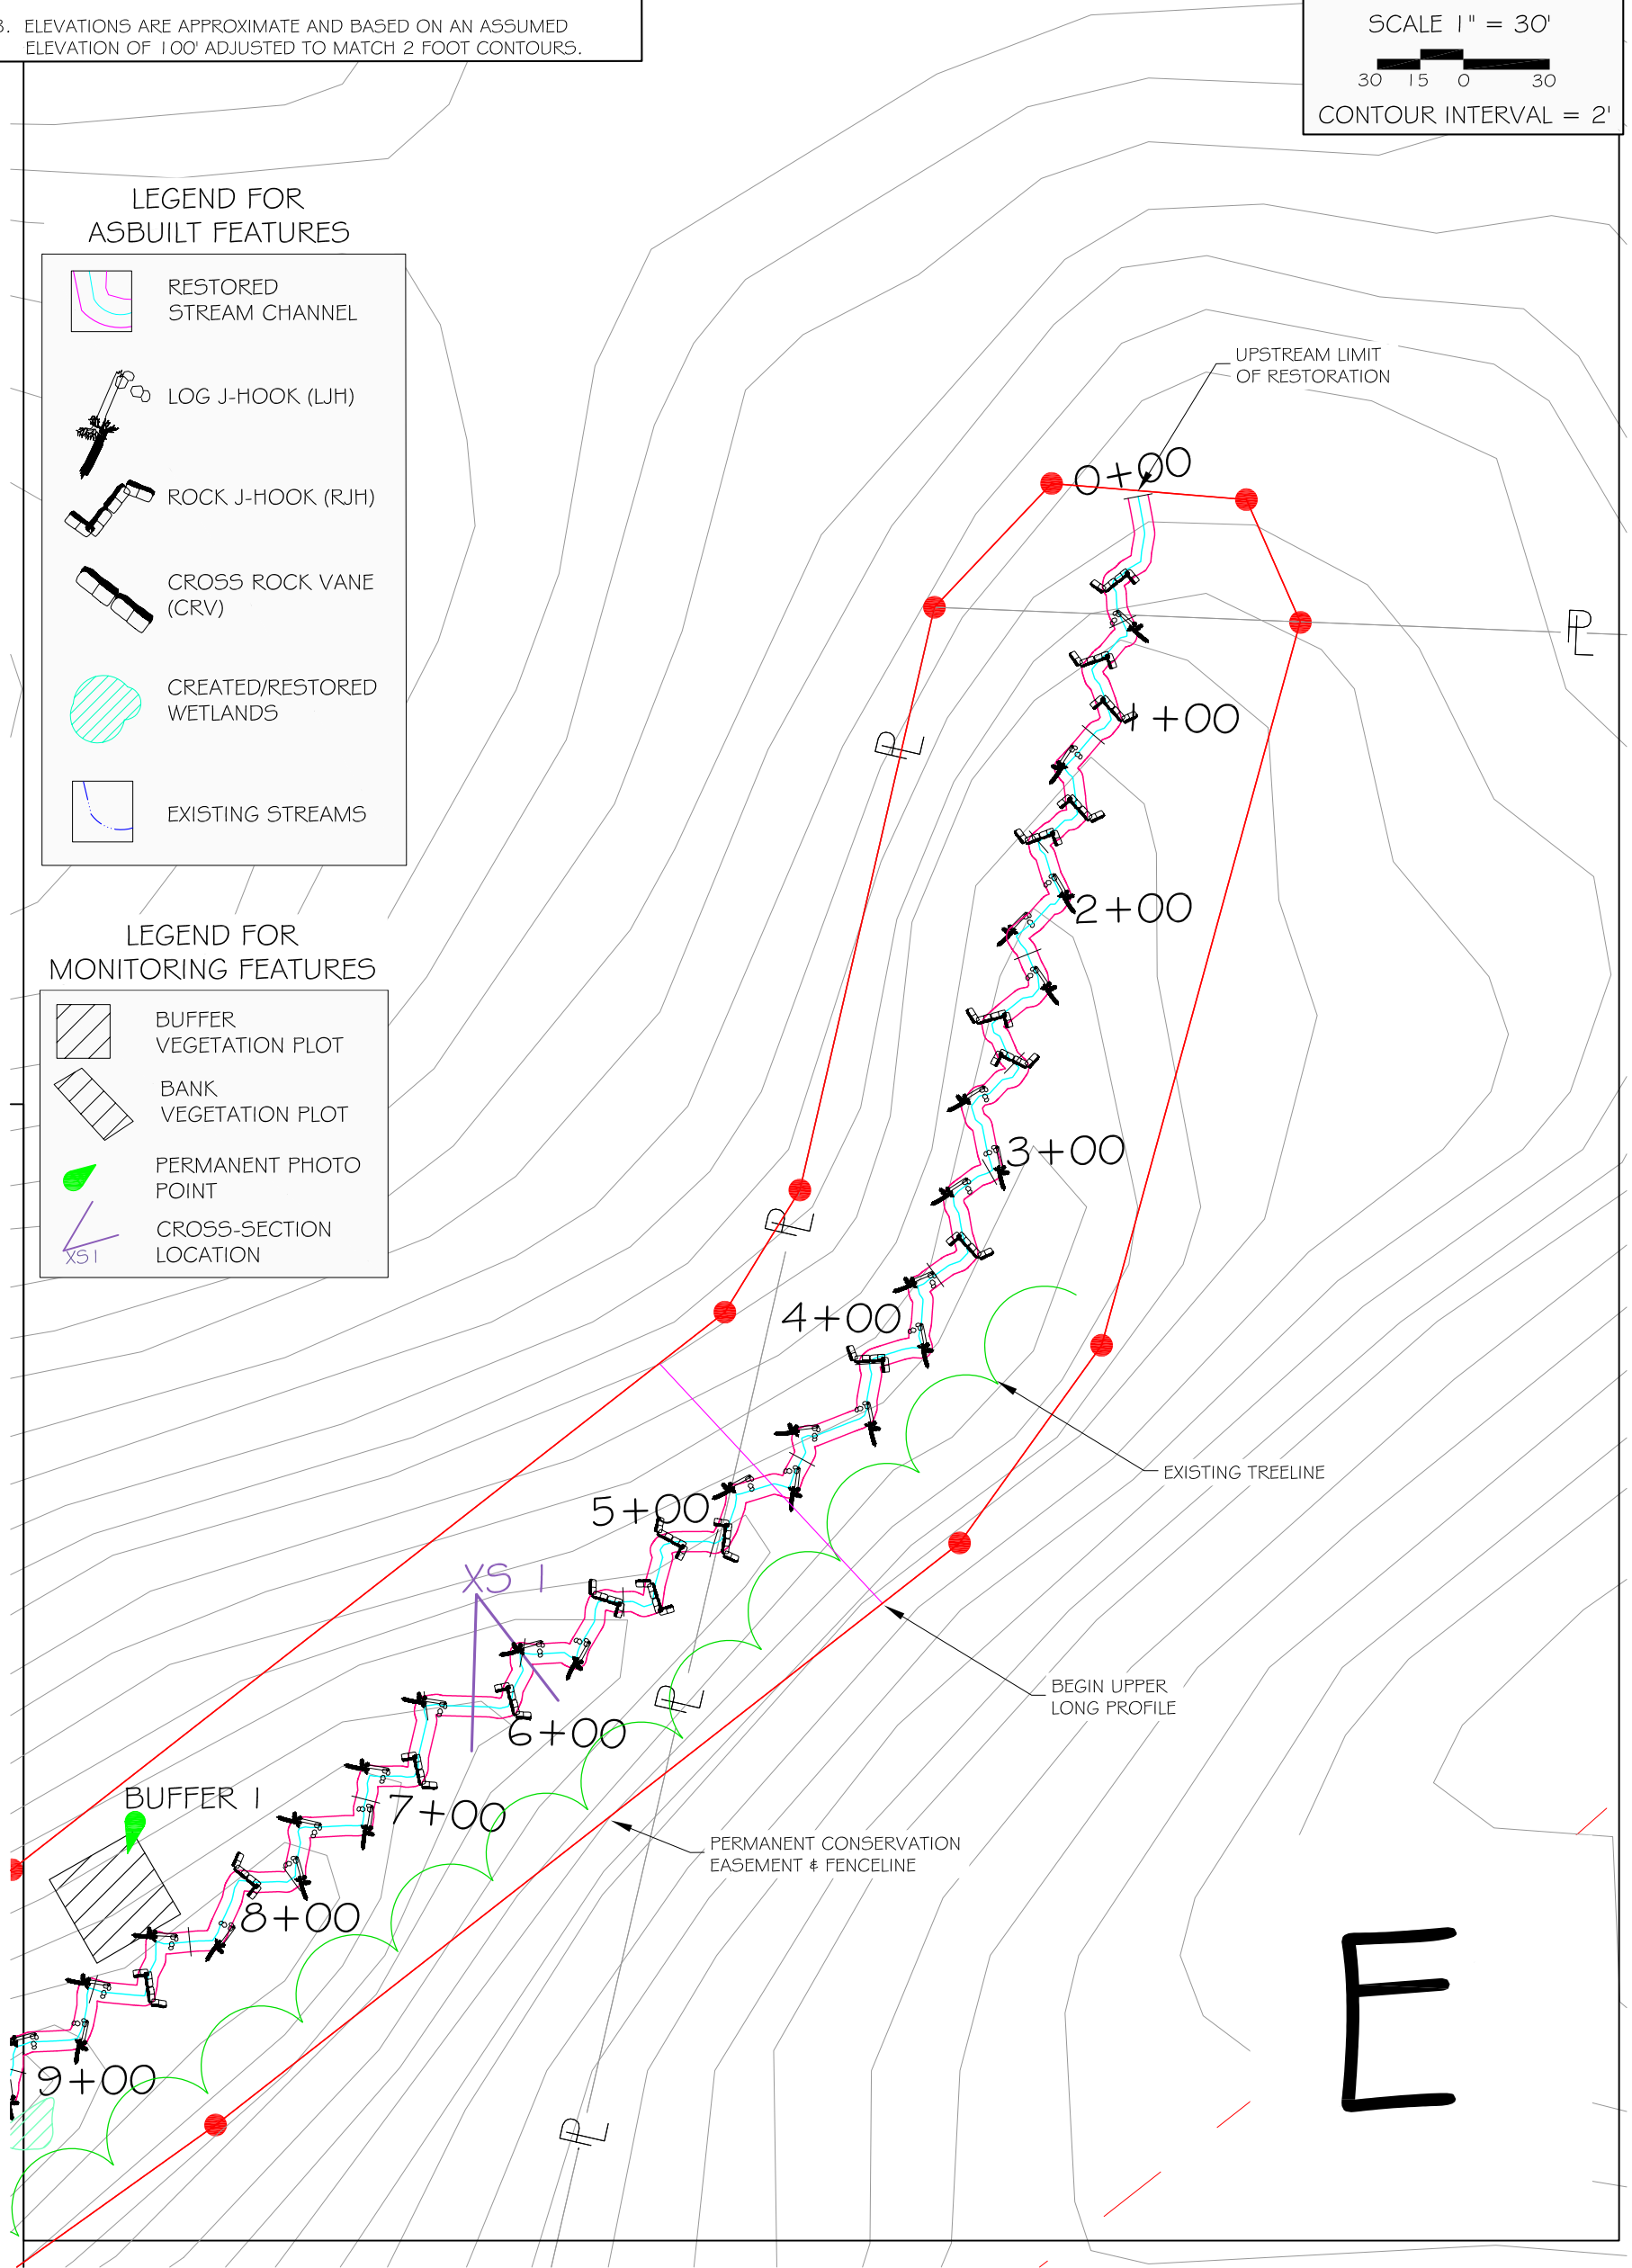 3. ELEVATIONS ARE APPROXIMATE AND BASED ON AN ASSUMED
ELEVATION OF 100' ADJUSTED TO MATCH 2 FOOT CONTOURS.
SCALE 1" = 30'
30 15 0 30
CONTOUR INTERVAL = 2'
LEGEND FOR
ASBUILT FEATURES
RESTORED
STREAM CHANNEL
LOG J-HOOK (LJH)
ROCK J-HOOK (RJH)
CROSS ROCK VANE
(CRV)
CREATED/RESTORED
WETLANDS
EXISTING STREAMS
LEGEND FOR
MONITORING FEATURES
BUFFER
VEGETATION PLOT
BANK
VEGETATION PLOT
PERMANENT PHOTO
POINT
CROSS-SECTION
LOCATION
XS1
UPSTREAM LIMIT
OF RESTORATION
0+00
PL
1+00
PL
2+00
3+00
PL
4+00
EXISTING TREELINE
5+00
XS 1
BEGIN UPPER
LONG PROFILE
PL
6+00
BUFFER 1
7+00
PERMANENT CONSERVATION
EASEMENT & FENCELINE
8+00
9+00
PL
E